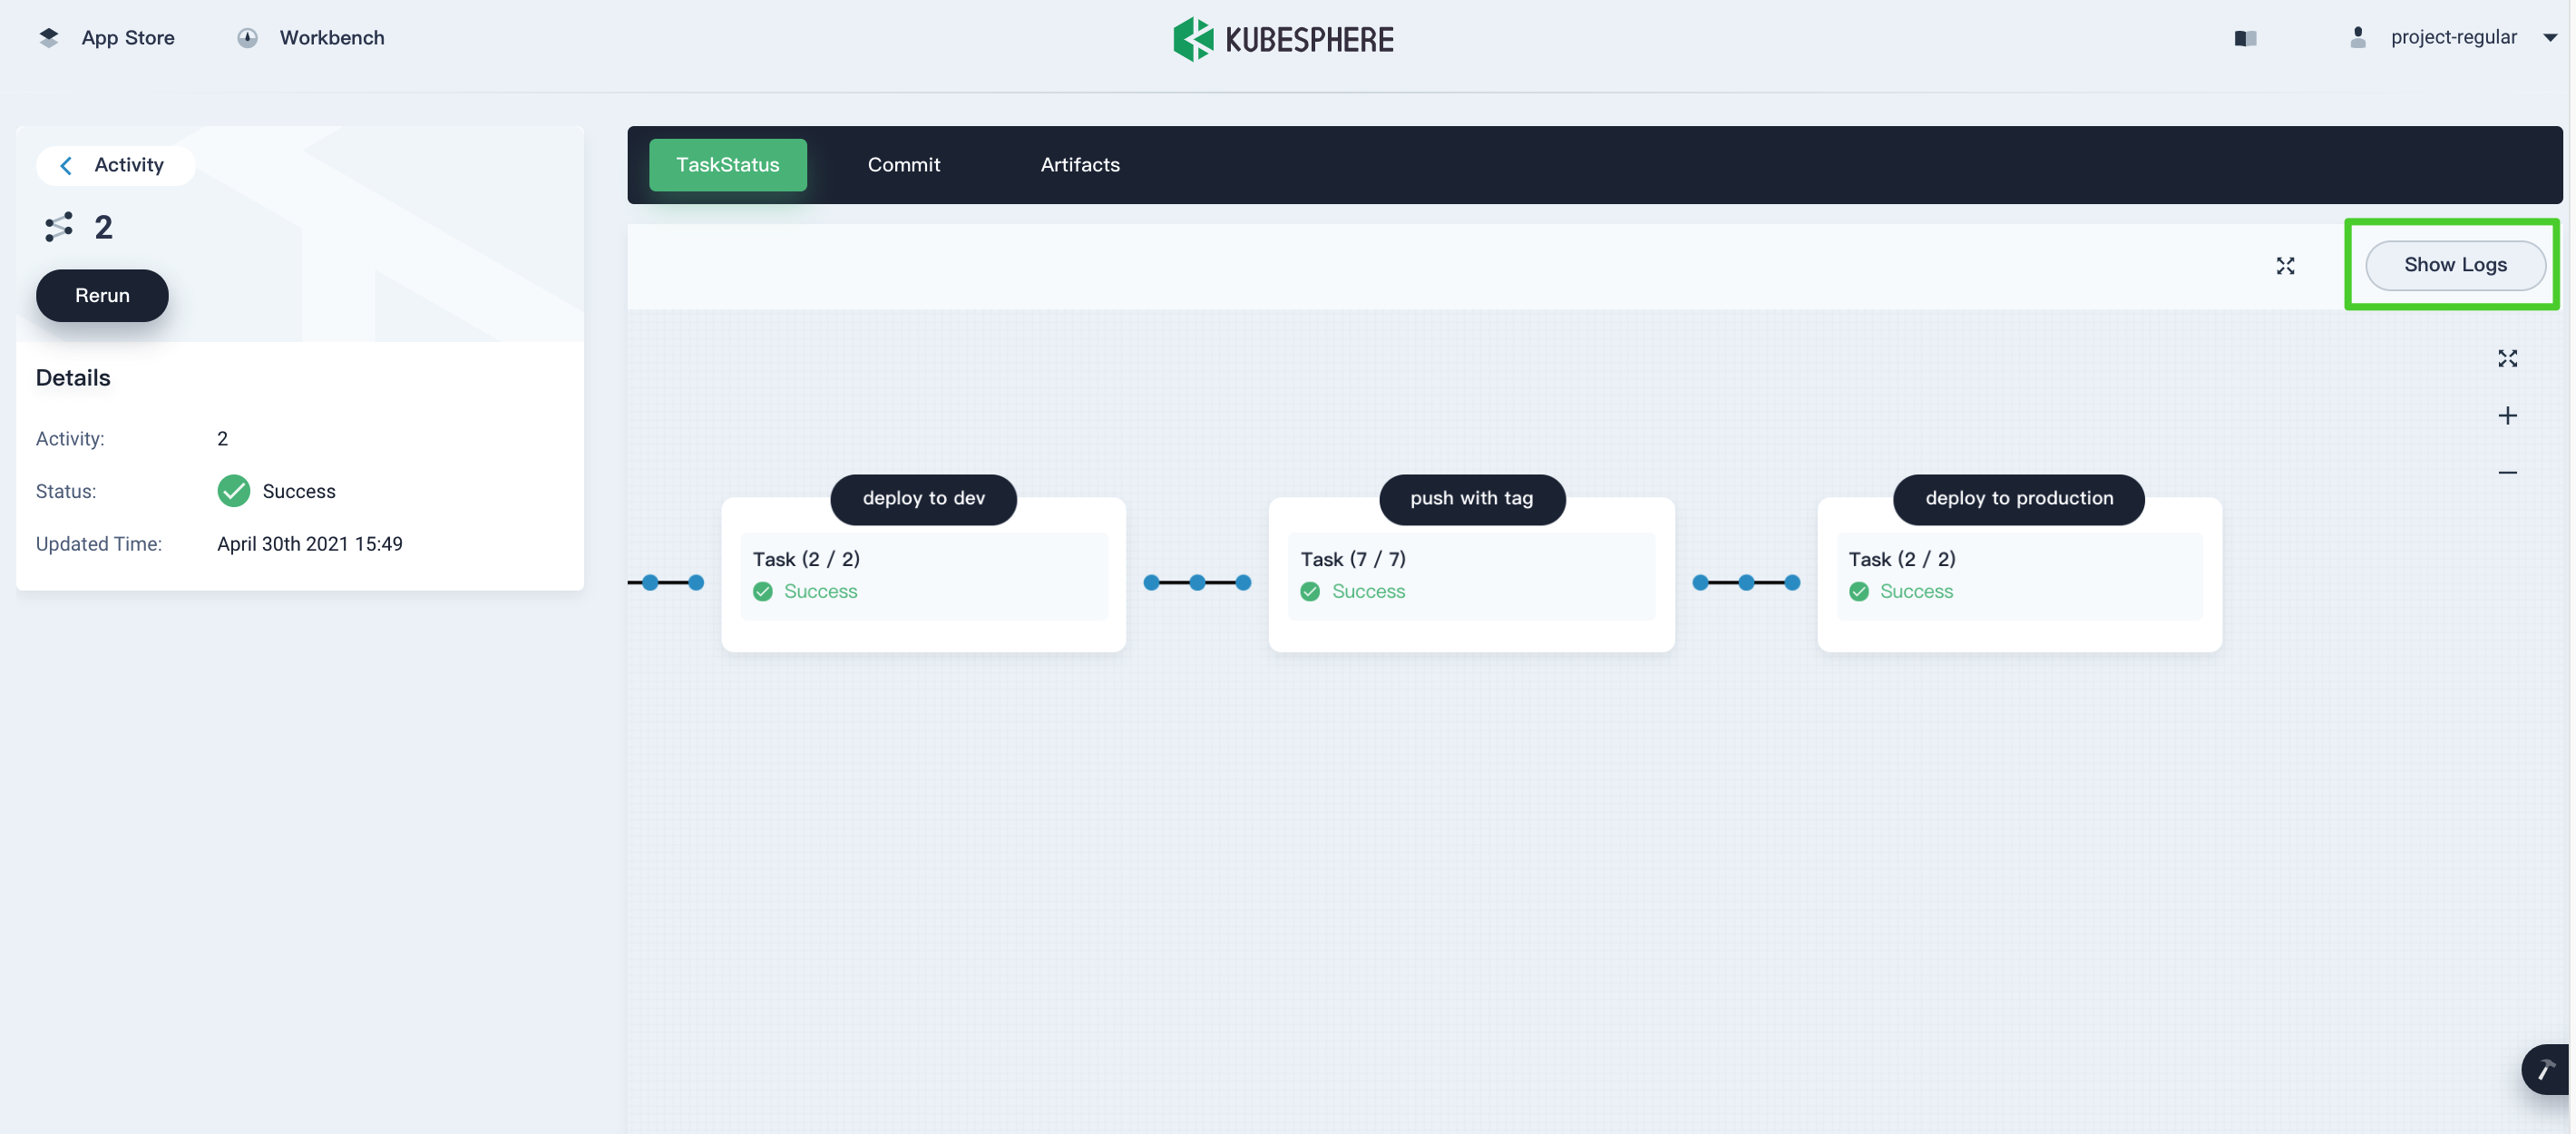 App Store
Workbench
KUBESPHERE
project-regular
Activity
2
Rerun
Details
Activity: 2
Status: Success
Updated Time: April 30th 2021 15:49
TaskStatus
Commit
Artifacts
Show Logs
deploy to dev
Task (2 / 2)
Success
push with tag
Task (7 / 7)
Success
deploy to production
Task (2 / 2)
Success